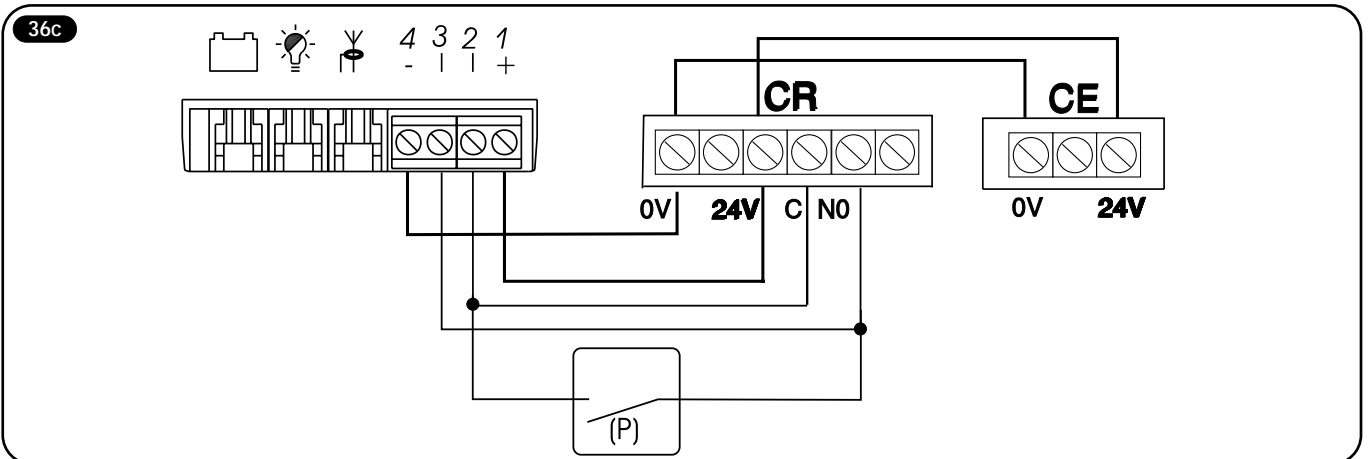 36c
4 3 2 1
- | | +
CR
CE
0V 24V C N0
0V 24V
(P)